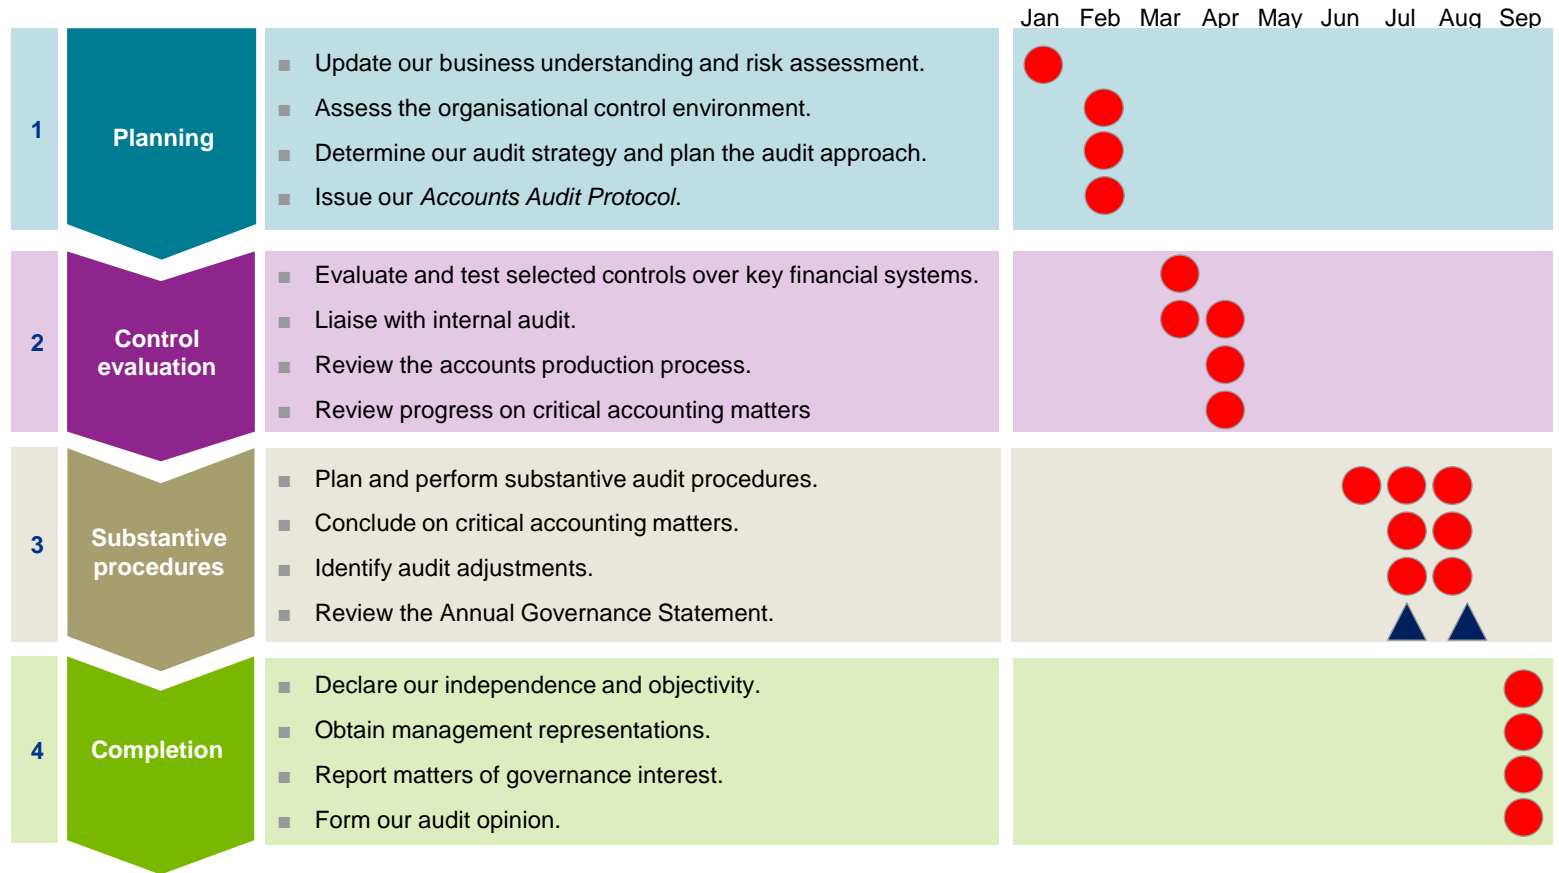 Jan Feb Mar Apr May Jun Jul Aug Sep
1
Planning
■ Update our business understanding and risk assessment.
■ Assess the organisational control environment.
■ Determine our audit strategy and plan the audit approach.
■ Issue our Accounts Audit Protocol.
2
Control
evaluation
■ Evaluate and test selected controls over key financial systems.
■ Liaise with internal audit.
■ Review the accounts production process.
■ Review progress on critical accounting matters
3
Substantive
procedures
■ Plan and perform substantive audit procedures.
■ Conclude on critical accounting matters.
■ Identify audit adjustments.
■ Review the Annual Governance Statement.
4
Completion
■ Declare our independence and objectivity.
■ Obtain management representations.
■ Report matters of governance interest.
■ Form our audit opinion.